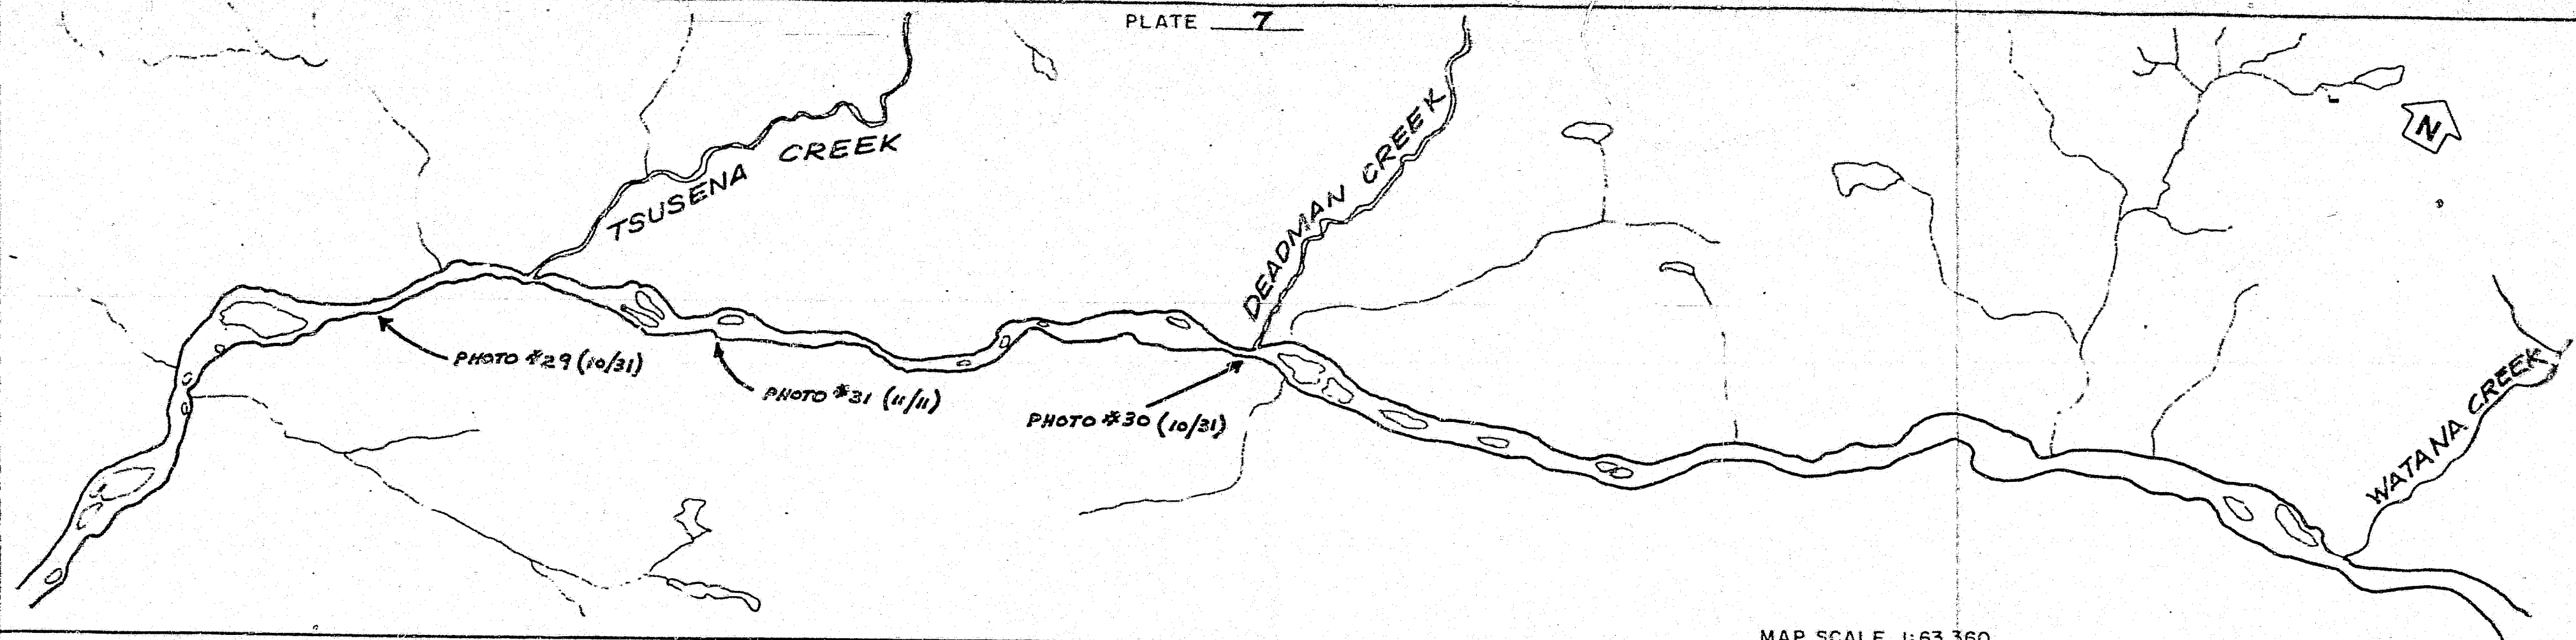 PLATE 7
TSUSENA CREEK
DEADMAN CREEK
N
PHOTO #29 (10/31)
PHOTO #31 (11/11)
PHOTO #30 (10/31)
WATANA CREEK
MAP SCALE 1:63,360